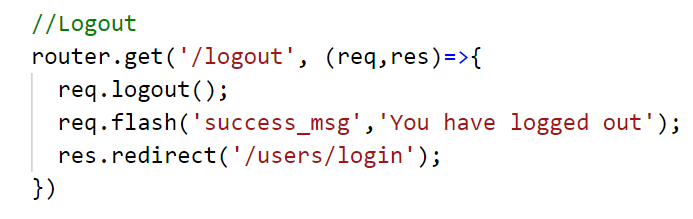 //Logout
router.get('/logout', (req,res)=>{
  req.logout();
  req.flash('success_msg','You have logged out');
  res.redirect('/users/login');
})